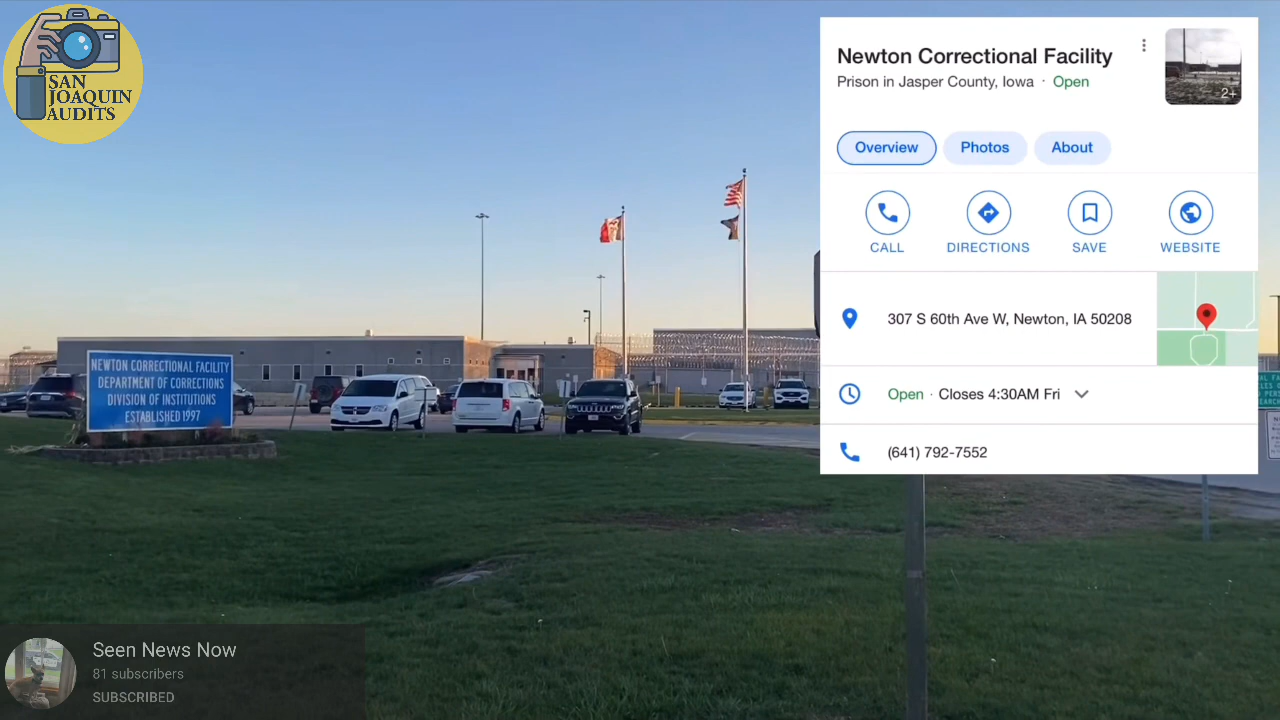 SAN
JOAQUIN
AUDITS
Newton Correctional Facility
Prison in Jasper County, Iowa · Open
2+
Overview Photos About
CALL DIRECTIONS SAVE WEBSITE
307 S 60th Ave W, Newton, IA 50208
Open · Closes 4:30AM Fri
(641) 792-7552
NEWTON CORRECTIONAL FACILITY
DEPARTMENT OF CORRECTIONS
DIVISION OF INSTITUTIONS
ESTABLISHED 1997
Seen News Now
81 subscribers
SUBSCRIBED